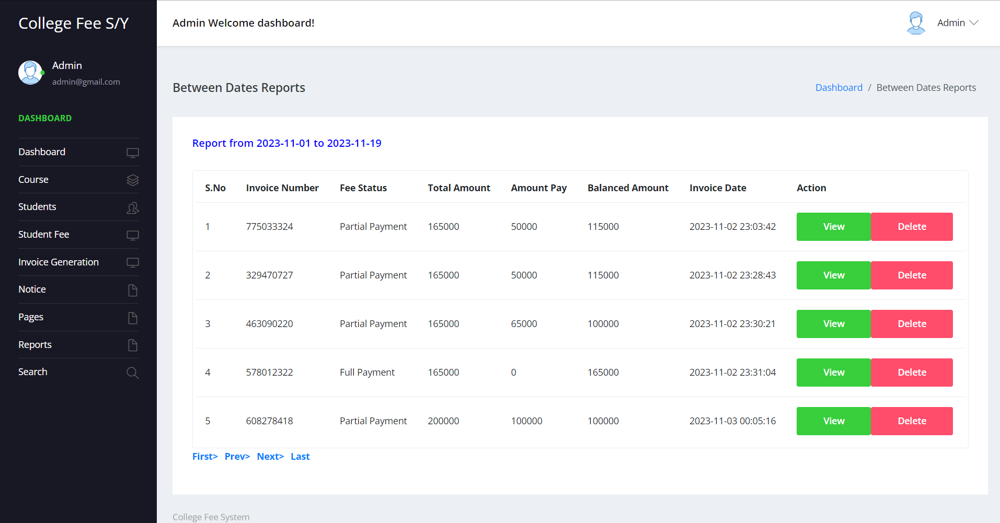 College Fee S/Y
Admin
admin@gmail.com
DASHBOARD
Dashboard
Course
Students
Student Fee
Invoice Generation
Notice
Pages
Reports
Search
Admin Welcome dashboard!
Admin
Between Dates Reports
Dashboard / Between Dates Reports
Report from 2023-11-01 to 2023-11-19
S.No Invoice Number Fee Status Total Amount Amount Pay Balanced Amount Invoice Date Action
1 775033324 Partial Payment 165000 50000 115000 2023-11-02 23:03:42 View Delete
2 329470727 Partial Payment 165000 50000 115000 2023-11-02 23:28:43 View Delete
3 463090220 Partial Payment 165000 65000 100000 2023-11-02 23:30:21 View Delete
4 578012322 Full Payment 165000 0 165000 2023-11-02 23:31:04 View Delete
5 608278418 Partial Payment 200000 100000 100000 2023-11-03 00:05:16 View Delete
First> Prev> Next> Last
College Fee System